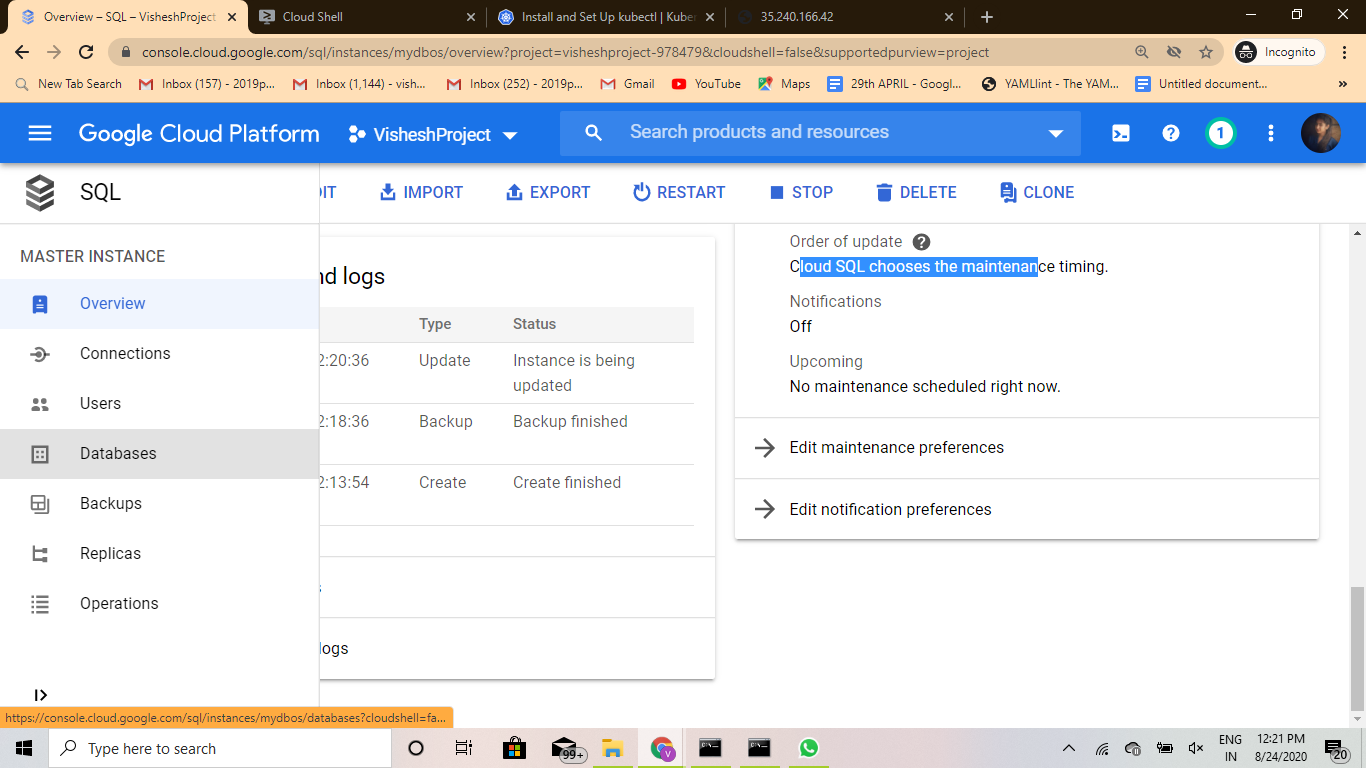 Overview – SQL – VisheshProject
Cloud Shell
Install and Set Up kubectl | Kube
35.240.166.42
console.cloud.google.com/sql/instances/mydbos/overview?project=visheshproject-978479&cloudshell=false&supportedpurview=project
Incognito
New Tab Search
Inbox (157) - 2019p...
Inbox (1,144) - vish...
Inbox (252) - 2019p...
Gmail
YouTube
Maps
29th APRIL - Googl...
YAMLlint - The YAM...
Untitled document...
Google Cloud Platform
VisheshProject
Search products and resources
1
SQL
DIT
IMPORT
EXPORT
RESTART
STOP
DELETE
CLONE
MASTER INSTANCE
Overview
Connections
Users
Databases
Backups
Replicas
Operations
nd logs
Type
Status
2:20:36
Update
Instance is being
updated
2:18:36
Backup
Backup finished
2:13:54
Create
Create finished
s
logs
Order of update
Cloud SQL chooses the maintenance timing.
Notifications
Off
Upcoming
No maintenance scheduled right now.
Edit maintenance preferences
Edit notification preferences
https://console.cloud.google.com/sql/instances/mydbos/databases?cloudshell=fa...
Type here to search
99+
V
ENG
IN
12:21 PM
8/24/2020
20